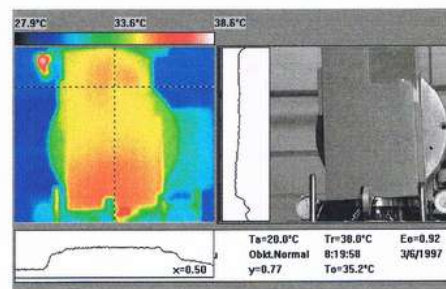 27.9°C 33.6°C 38.6°C
x=0.50
Ta=20.0°C Tr=38.0°C Eo=0.92
Obkt.Normal 8:19:58 3/6/1997
y=0.77 To=35.2°C